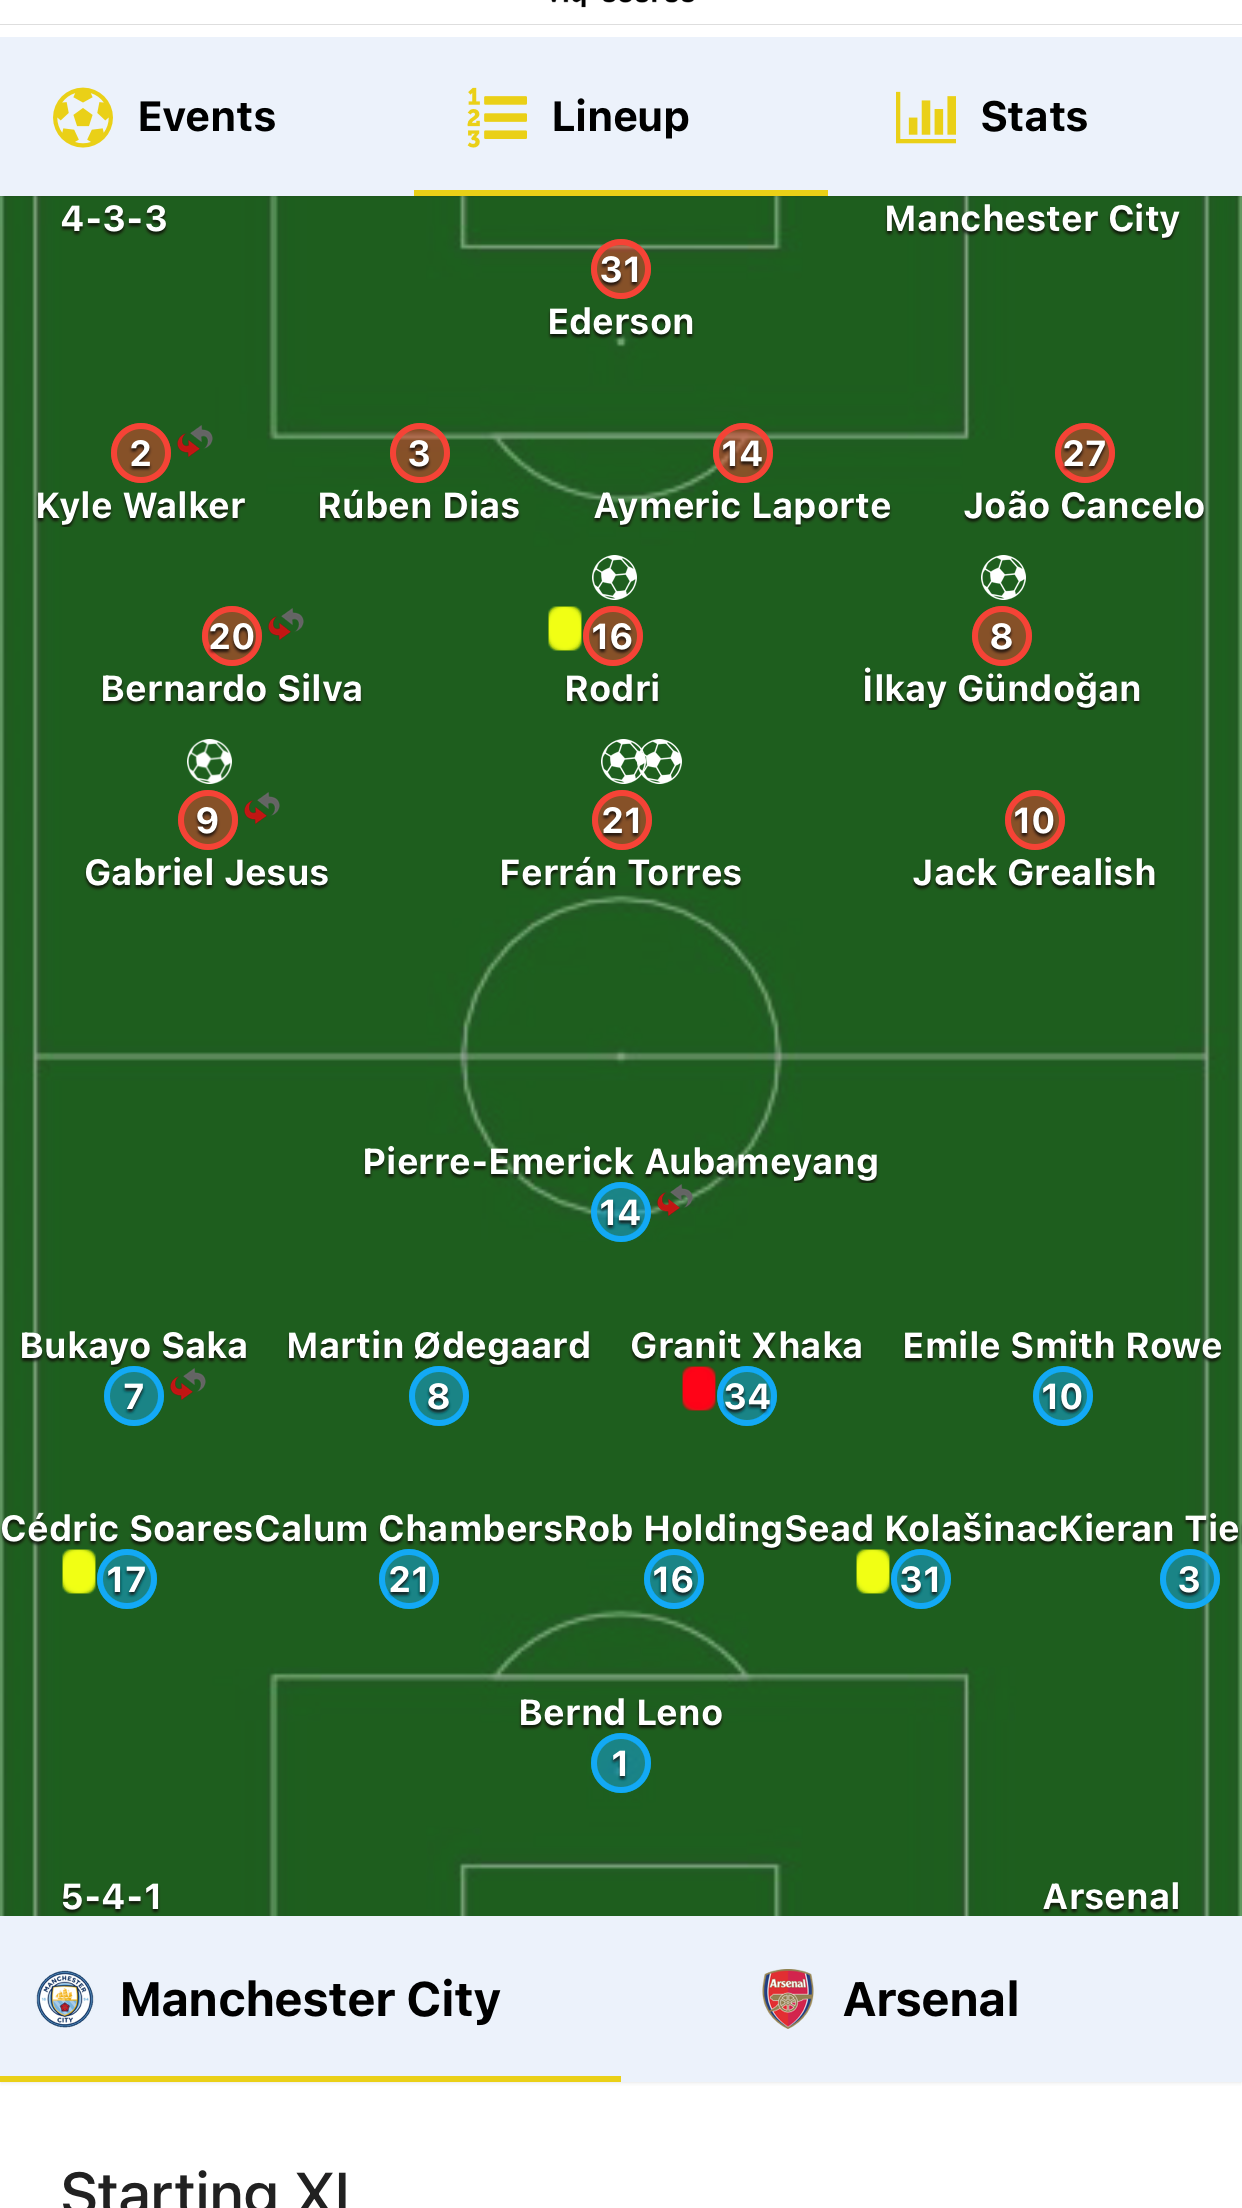 Events Lineup Stats
4-3-3 Manchester City
31
Ederson
2 3 14 27
Kyle Walker Rúben Dias Aymeric Laporte João Cancelo
20 16 8
Bernardo Silva Rodri İlkay Gündoğan
9 21 10
Gabriel Jesus Ferrán Torres Jack Grealish
Pierre-Emerick Aubameyang
14
Bukayo Saka Martin Ødegaard Granit Xhaka Emile Smith Rowe
7 8 34 10
Cédric Soares Calum Chambers Rob Holding Sead Kolašinac Kieran Tie
17 21 16 31 3
Bernd Leno
1
5-4-1 Arsenal
Manchester City Arsenal
Starting XI